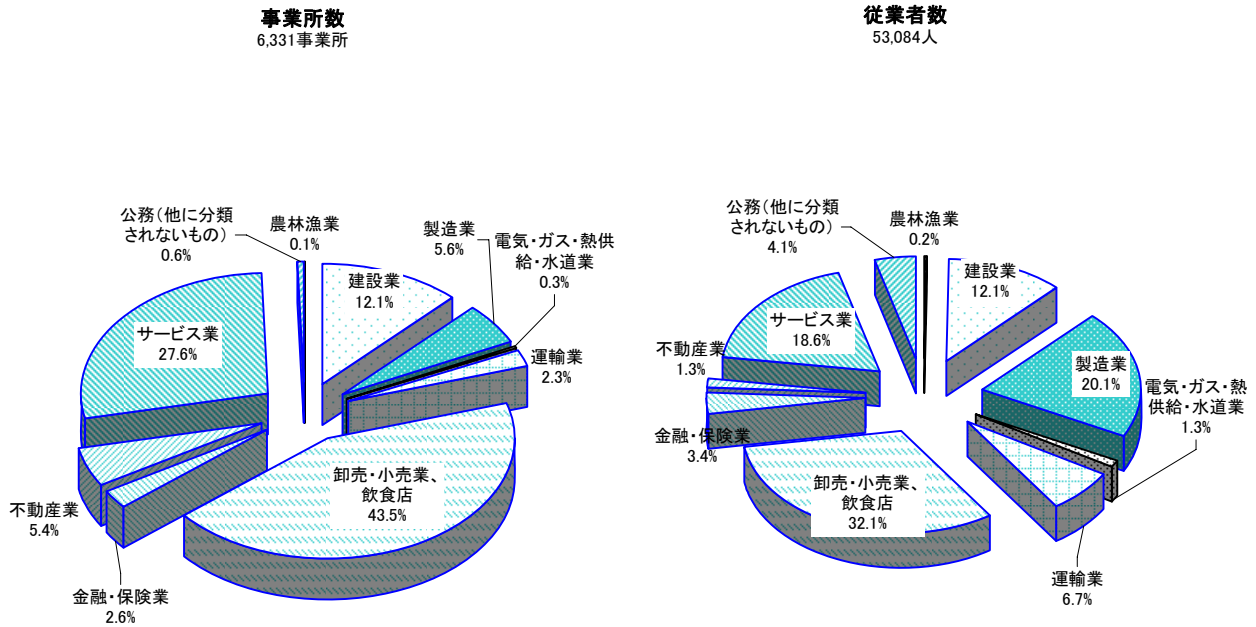 事業所数
6,331事業所
公務(他に分類
されないもの)
0.6%
農林漁業
0.1%
建設業
12.1%
製造業
5.6%
電気・ガス・熱供
給・水道業
0.3%
運輸業
2.3%
卸売・小売業、
飲食店
43.5%
金融・保険業
2.6%
不動産業
5.4%
サービス業
27.6%
従業者数
53,084人
公務(他に分類
されないもの)
4.1%
農林漁業
0.2%
建設業
12.1%
製造業
20.1%
電気・ガス・熱
供給・水道業
1.3%
運輸業
6.7%
卸売・小売業、
飲食店
32.1%
金融・保険業
3.4%
不動産業
1.3%
サービス業
18.6%